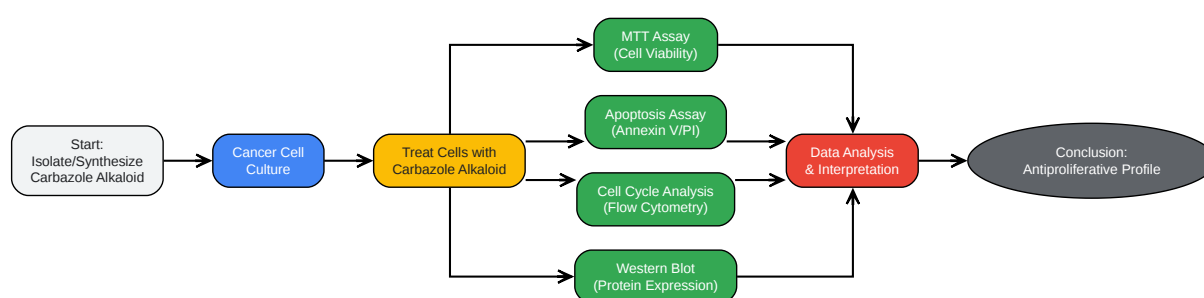 Start:
Isolate/Synthesize
Carbazole Alkaloid
Cancer Cell
Culture
Treat Cells with
Carbazole Alkaloid
MTT Assay
(Cell Viability)
Apoptosis Assay
(Annexin V/PI)
Cell Cycle Analysis
(Flow Cytometry)
Western Blot
(Protein Expression)
Data Analysis
& Interpretation
Conclusion:
Antiproliferative Profile